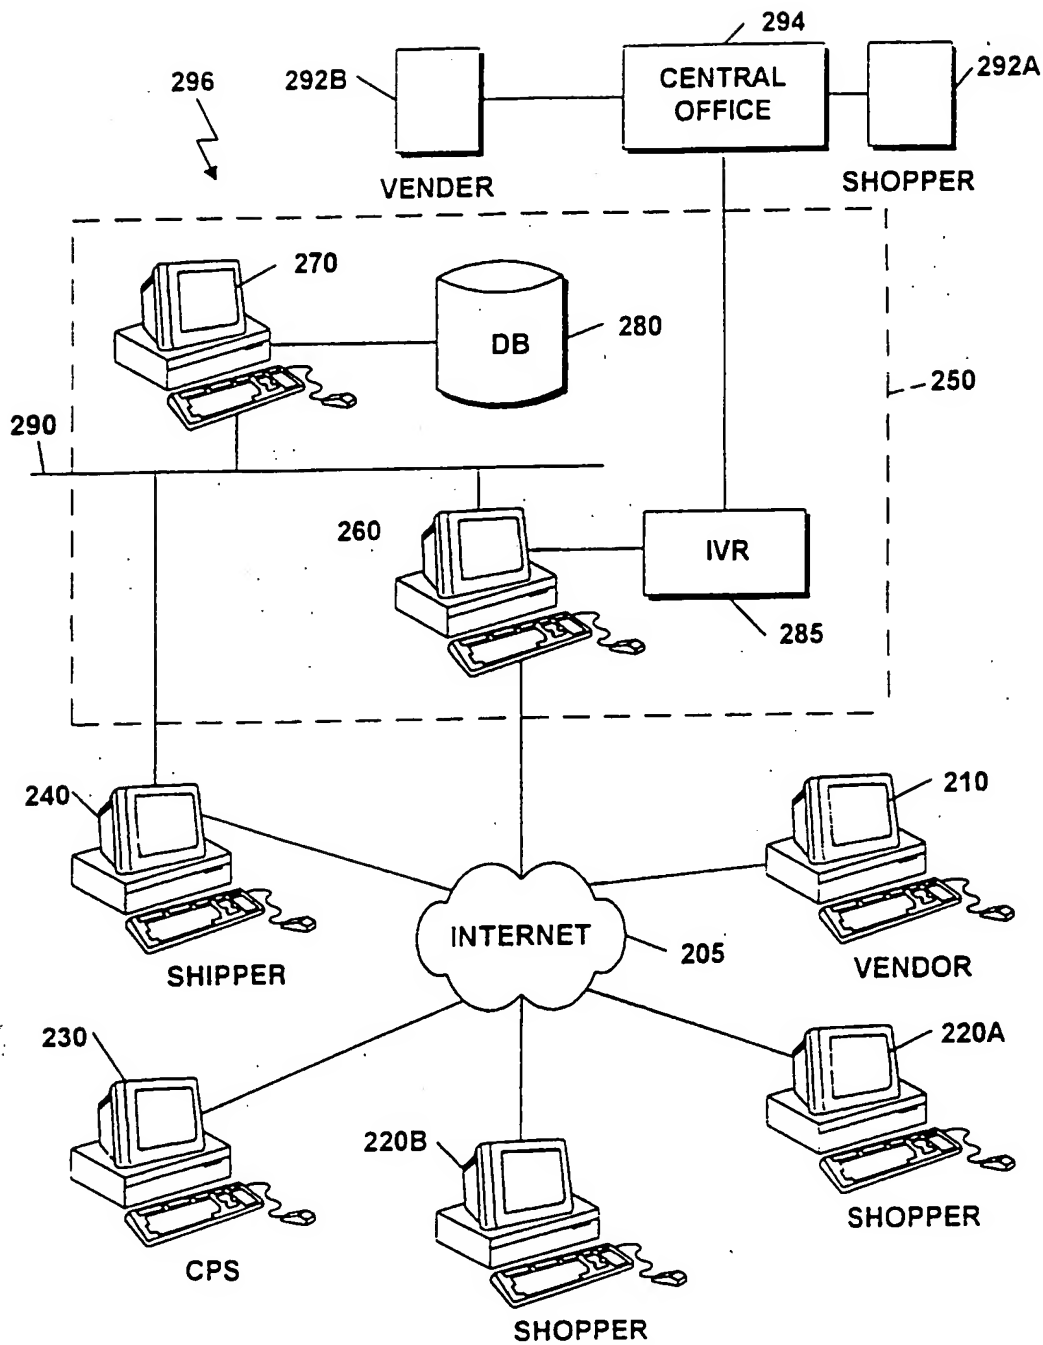 294
296
292B
CENTRAL
OFFICE
292A
VENDER
SHOPPER
270
DB
280
250
290
260
IVR
285
240
210
INTERNET
205
SHIPPER
VENDOR
230
220A
220B
SHOPPER
CPS
SHOPPER